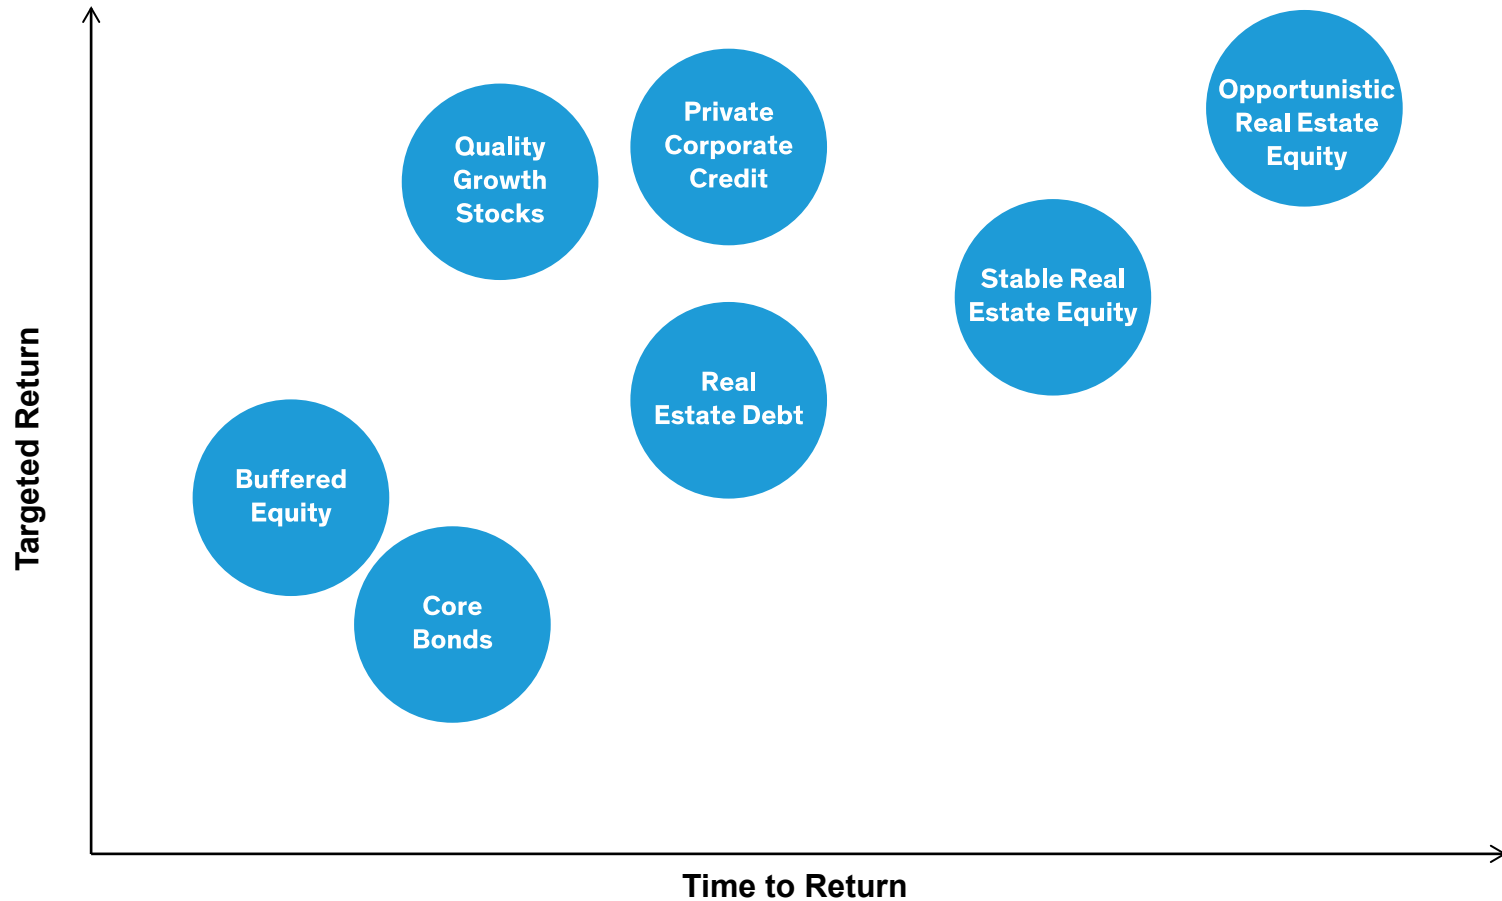 Opportunistic
Real Estate
Equity
Private
Corporate
Credit
Quality
Growth
Stocks
Stable Real
Estate Equity
Real
Estate Debt
Buffered
Equity
Core
Bonds
Targeted Return
Time to Return